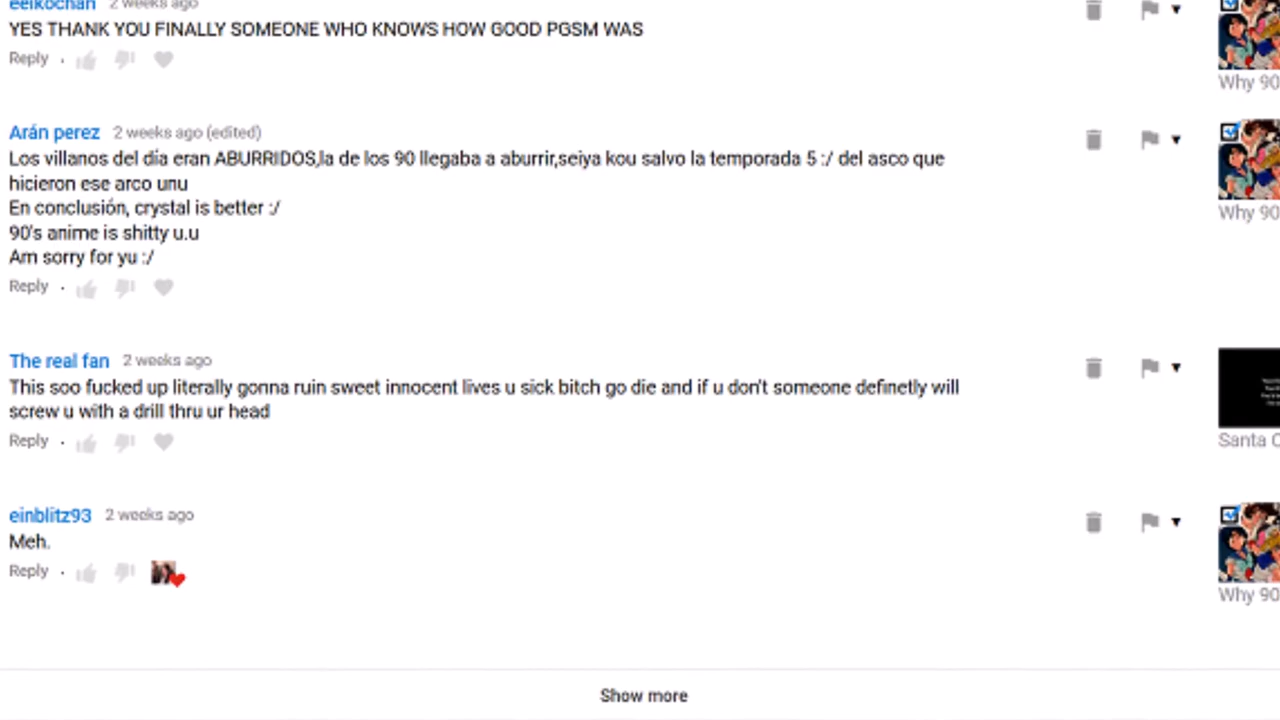 eelkochan 2 weeks ago
YES THANK YOU FINALLY SOMEONE WHO KNOWS HOW GOOD PGSM WAS
Reply
Why 90
Arán perez 2 weeks ago (edited)
Los villanos del día eran ABURRIDOS,la de los 90 llegaba a aburrir,seiya kou salvo la temporada 5 :/ del asco que
hicieron ese arco unu
En conclusión, crystal is better :/
90's anime is shitty u.u
Am sorry for yu :/
Why 90
Reply
The real fan 2 weeks ago
This soo fucked up literally gonna ruin sweet innocent lives u sick bitch go die and if u don't someone definetly will
screw u with a drill thru ur head
Reply
Santa C
einblitz93 2 weeks ago
Meh.
Reply
Why 90
Show more